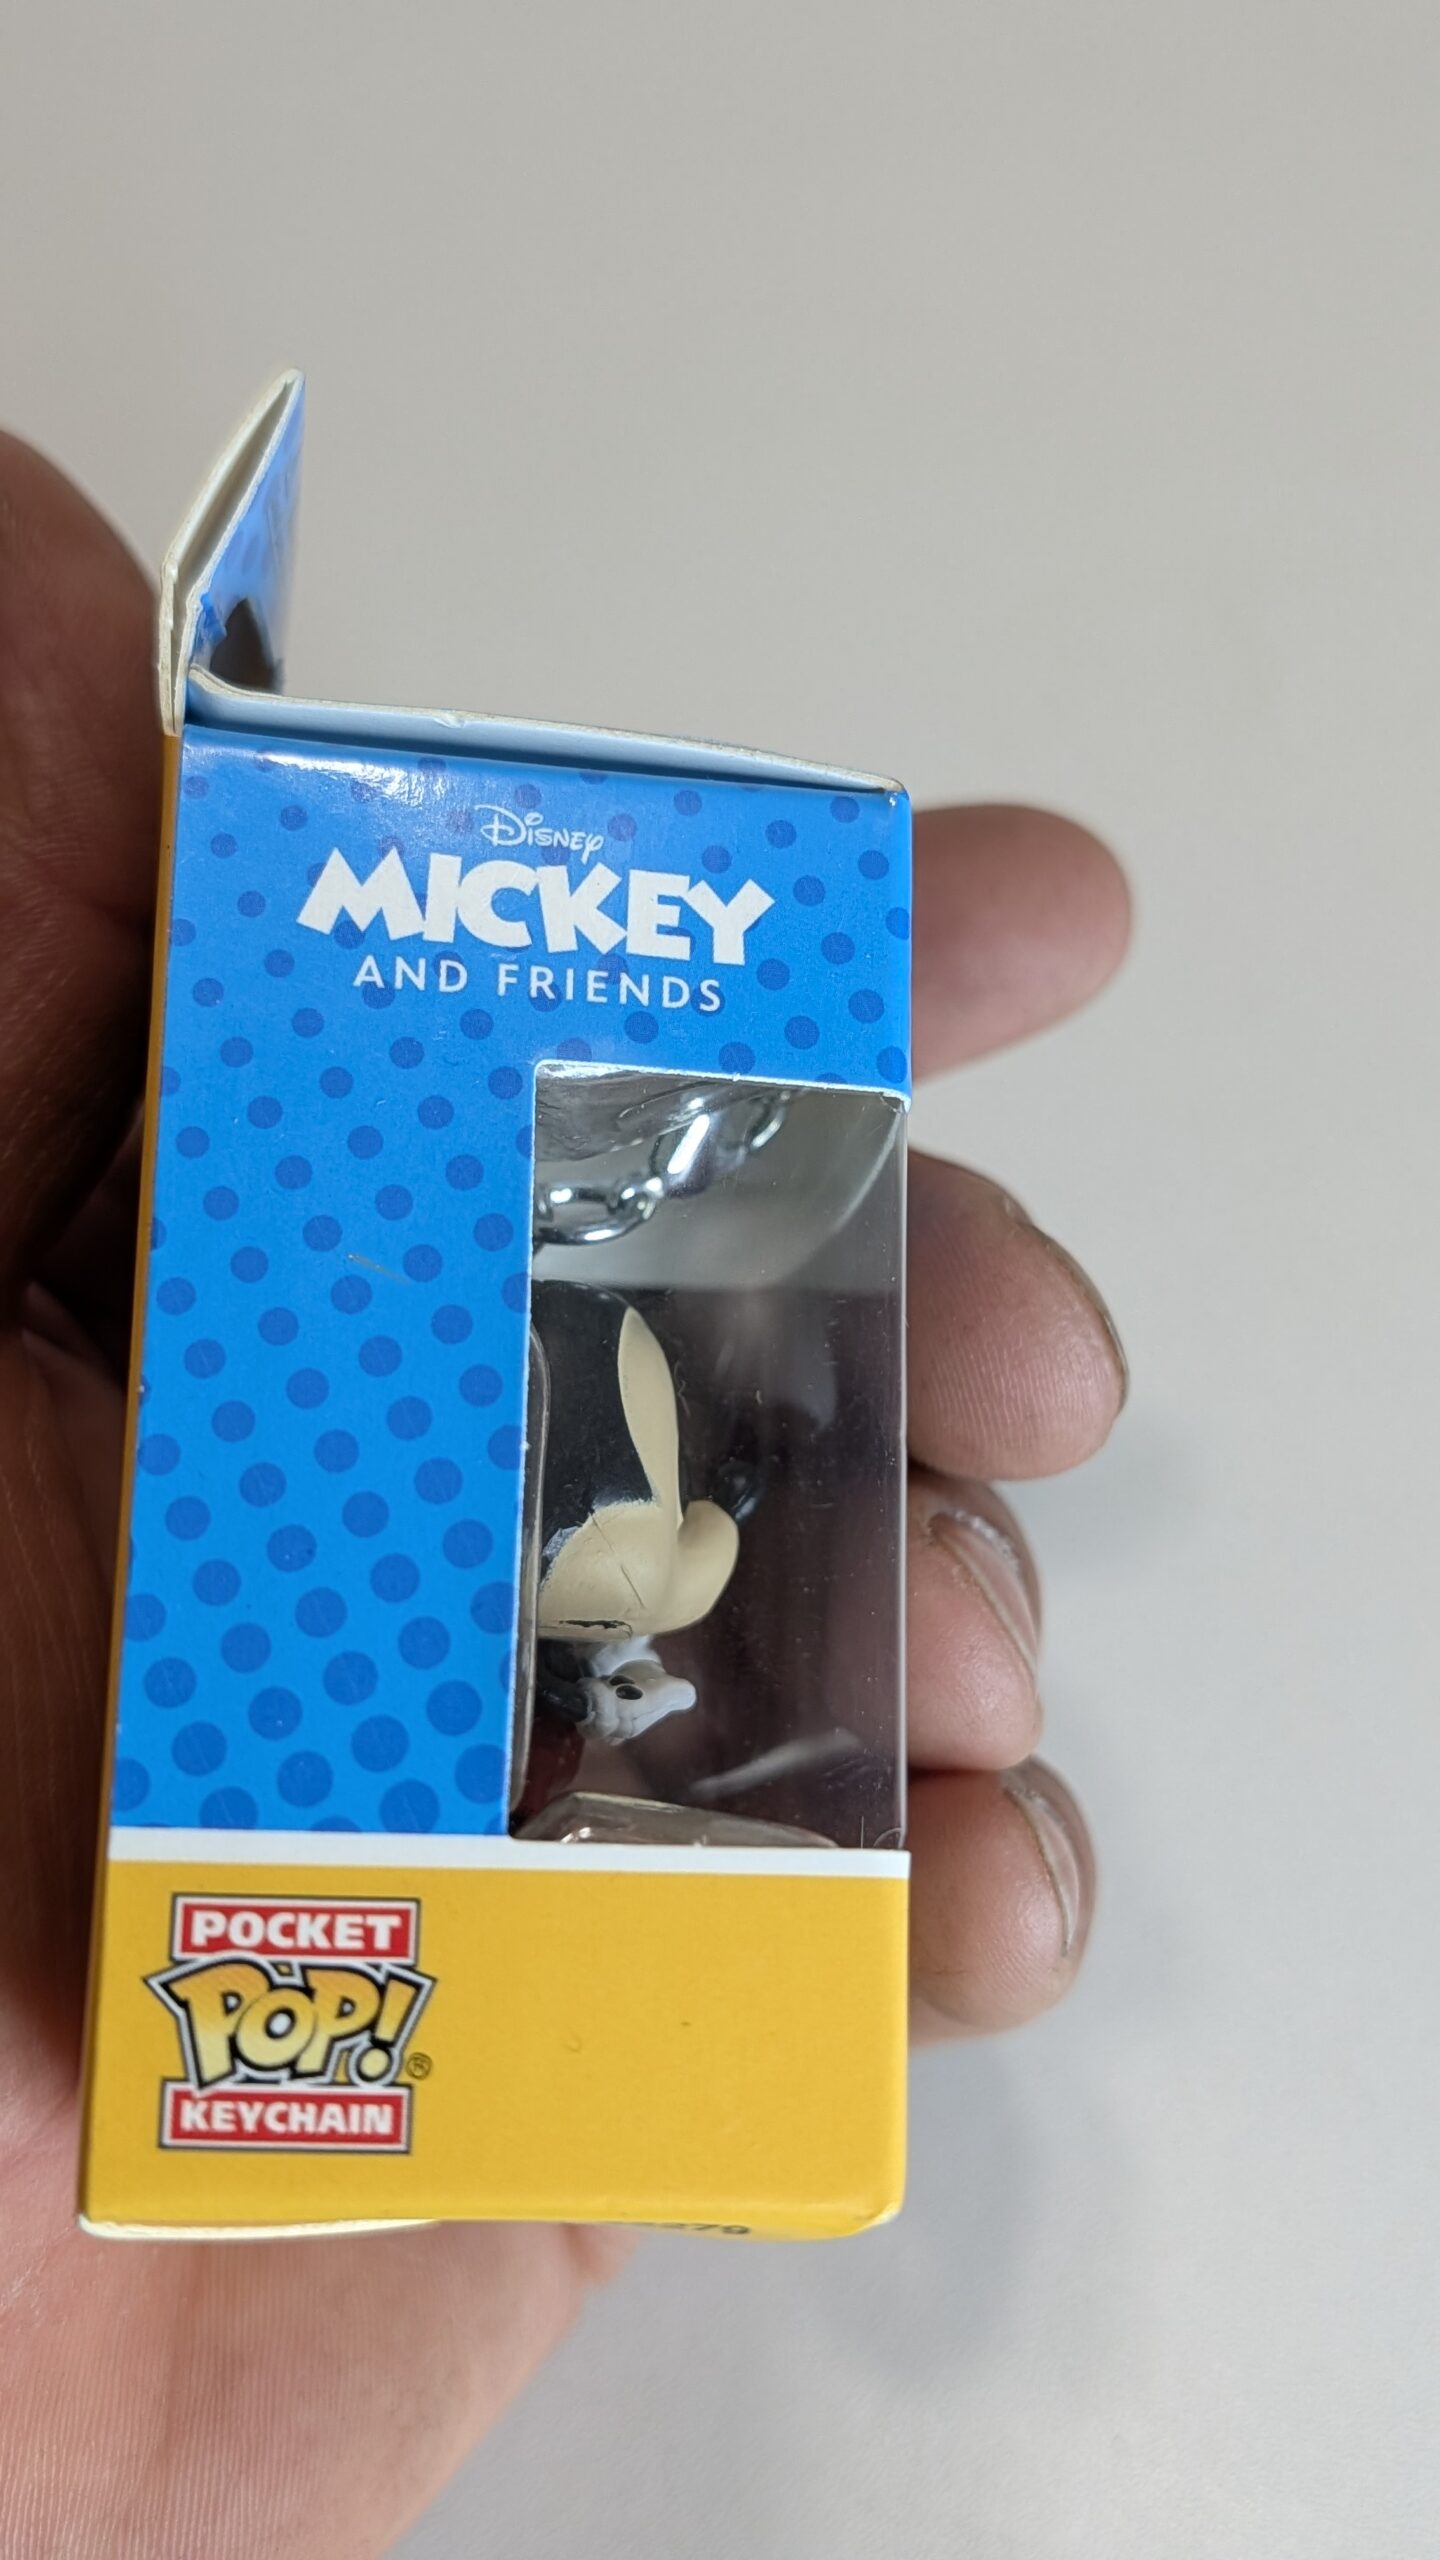 Disney
MICKEY
AND FRIENDS
POCKET
POP!®
KEYCHAIN